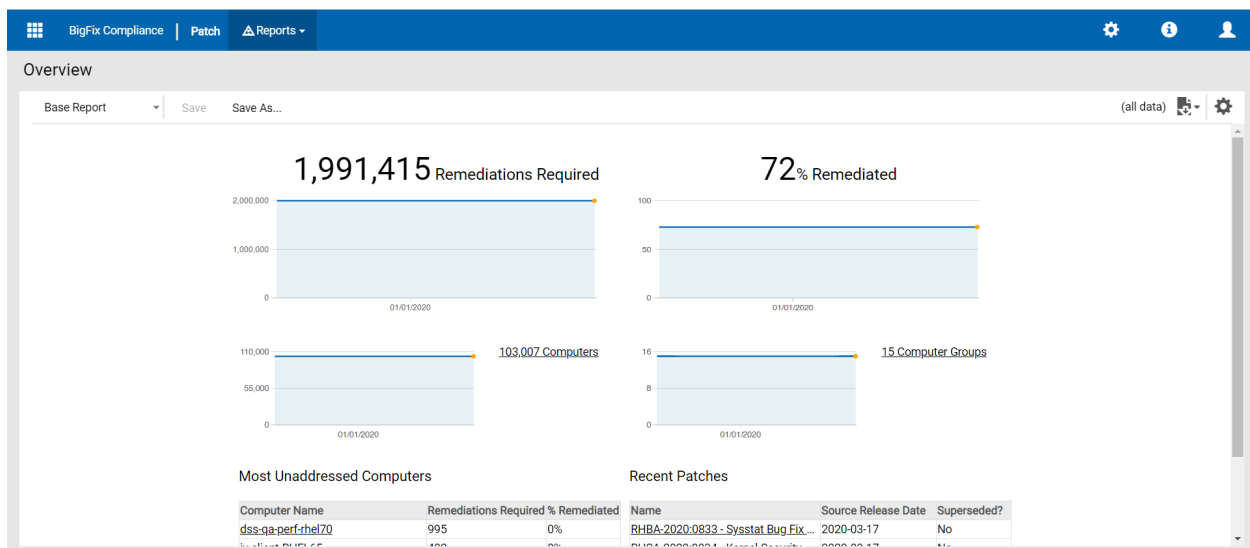 BigFix Compliance | Patch Reports
Overview
Base Report Save Save As... (all data)
1,991,415 Remediations Required
2,000,000
1,000,000
0
01/01/2020
72% Remediated
100
50
0
01/01/2020
110,000
55,000
0
01/01/2020
103,007 Computers
16
8
0
01/01/2020
15 Computer Groups
Most Unaddressed Computers
Computer Name Remediations Required % Remediated
dss-qa-perf-rhel70 995 0%
Recent Patches
Name Source Release Date Superseded?
RHBA-2020:0833 - Sysstat Bug Fix ... 2020-03-17 No